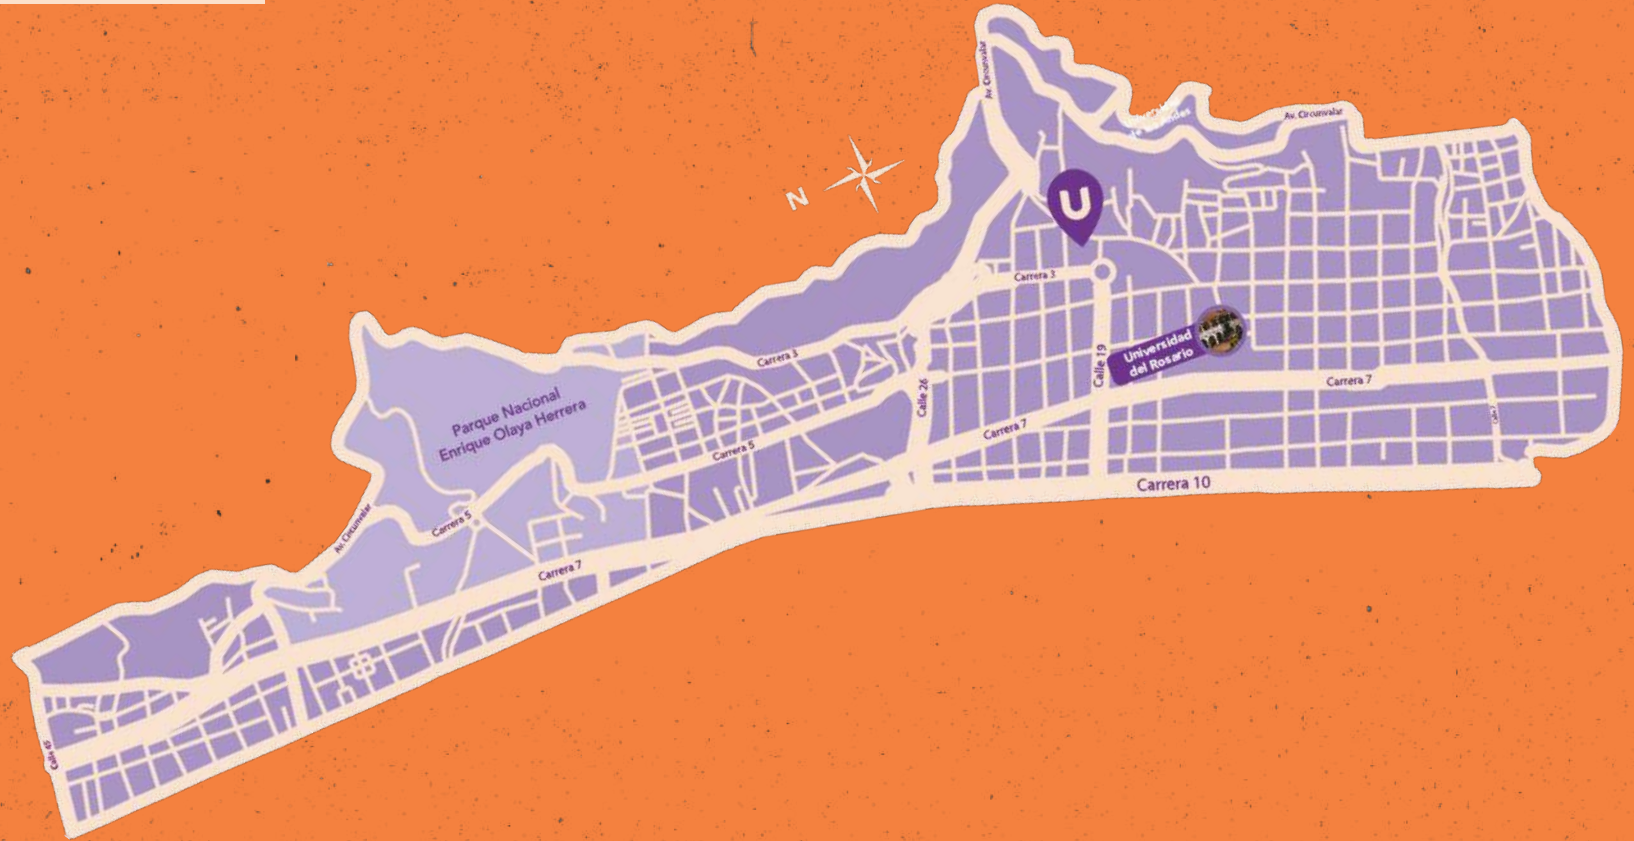 Av. Circunvalar
Av. Circunvalar
N
U
Carrera 3
Universidad
del Rosario
Calle 19
Carrera 3
Carrera 7
Calle 26
Parque Nacional
Enrique Olaya Herrera
Carrera 7
Carrera 5
Carrera 10
Av. Circunvalar
Carrera 5
Carrera 7
Calle 45